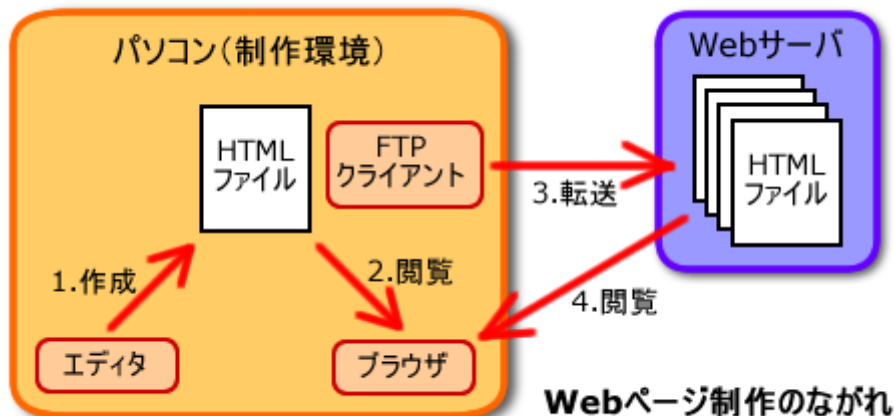 パソコン(制作環境)
HTML
ファイル
FTP
クライアント
1.作成
2.閲覧
エディタ
ブラウザ
3.転送
Webサーバ
HTML
ファイル
4.閲覧
Webページ制作のながれ